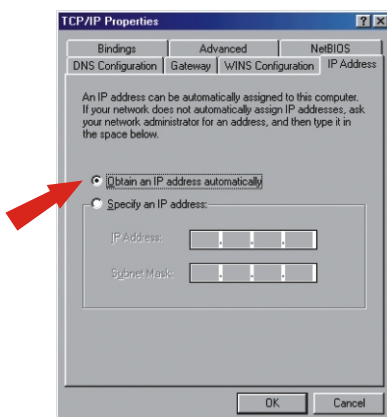 TCP/IP Properties
Bindings Advanced NetBIOS
DNS Configuration Gateway WINS Configuration IP Address
An IP address can be automatically assigned to this computer.
If your network does not automatically assign IP addresses, ask
your network administrator for an address, and then type it in
the space below.
Obtain an IP address automatically
Specify an IP address:
IP Address:
Subnet Mask:
OK Cancel